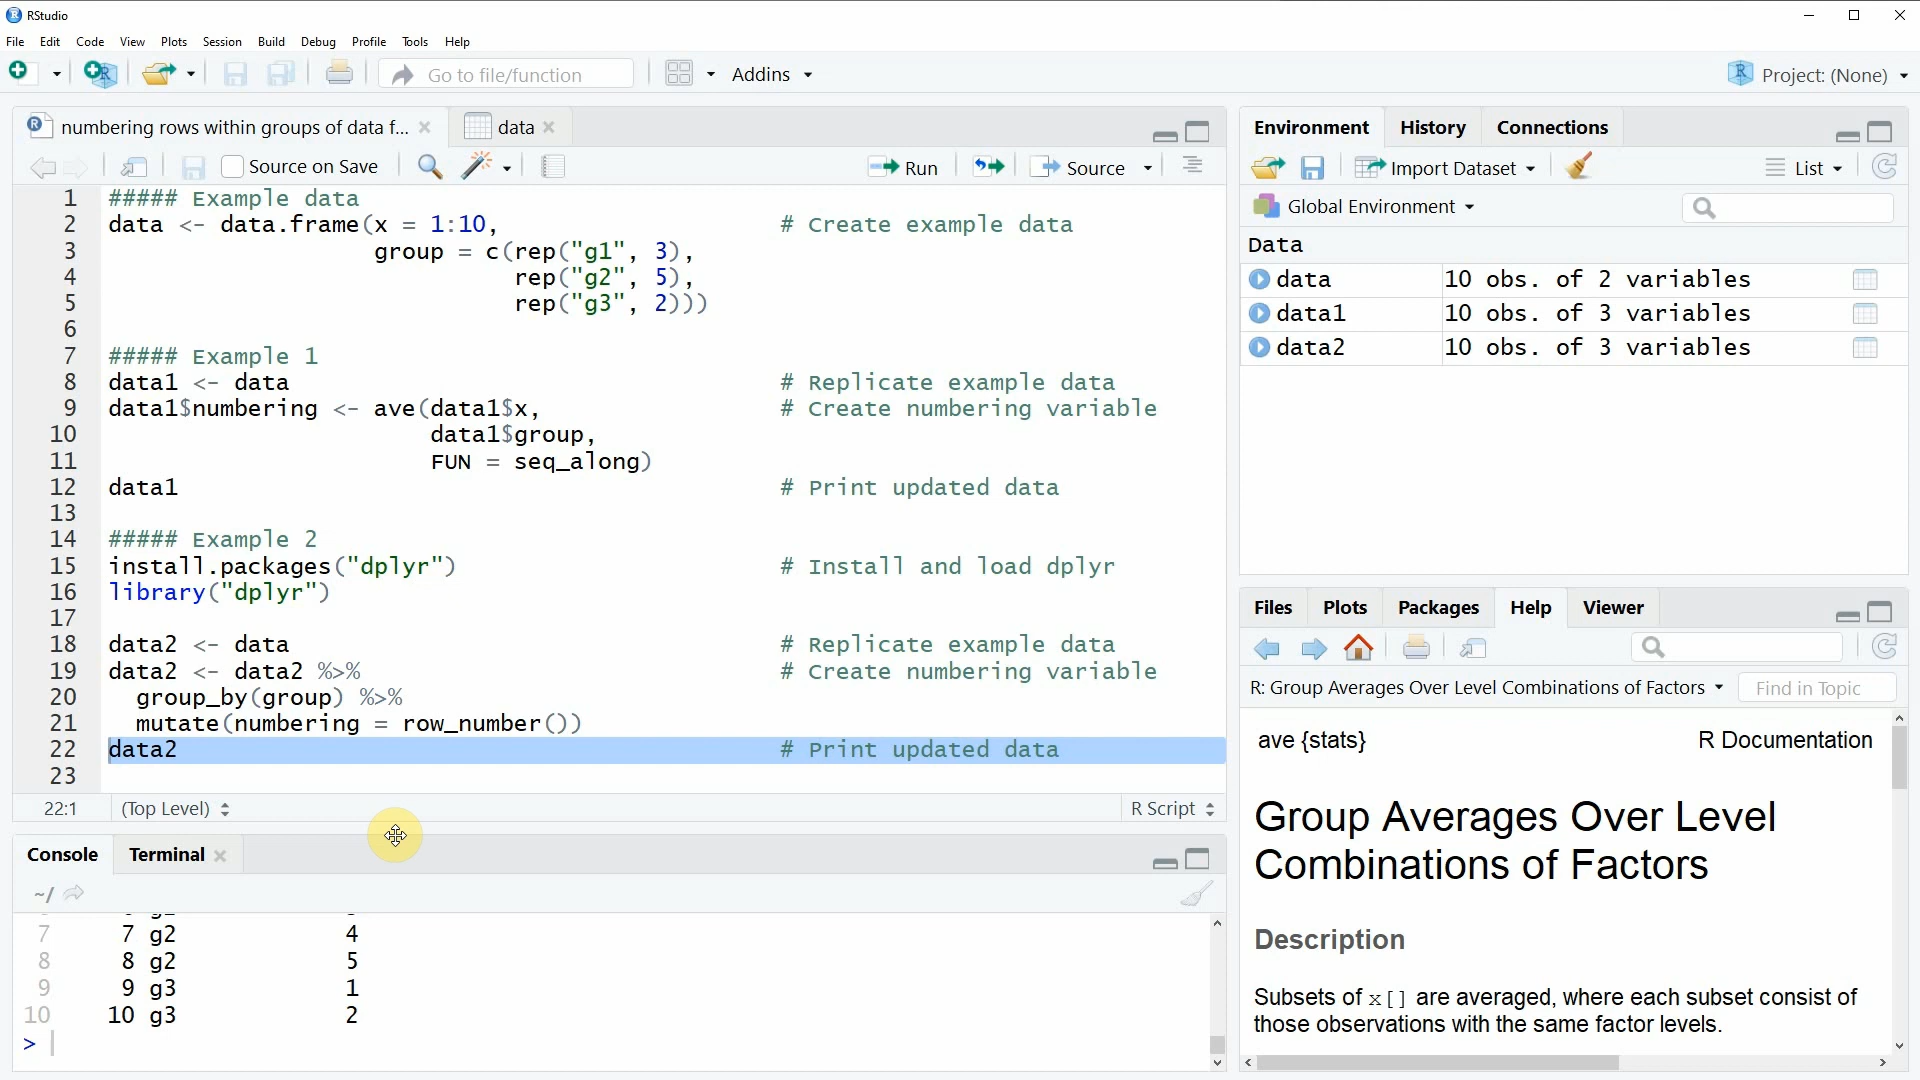 RStudio
File Edit Code View Plots Session Build Debug Profile Tools Help
Go to file/function Addins Project: (None)
numbering rows within groups of data f... data
Source on Save Run Source
1 ##### Example data
2 data <- data.frame(x = 1:10, # Create example data
3 group = c(rep("g1", 3),
4 rep("g2", 5),
5 rep("g3", 2)))
6
7 ##### Example 1
8 data1 <- data # Replicate example data
9 data1$numbering <- ave(data1$x, # Create numbering variable
10 data1$group,
11 FUN = seq_along)
12 data1 # Print updated data
13
14 ##### Example 2
15 install.packages("dplyr") # Install and load dplyr
16 library("dplyr")
17
18 data2 <- data # Replicate example data
19 data2 <- data2 %>% # Create numbering variable
20 group_by(group) %>%
21 mutate(numbering = row_number())
22 data2 # Print updated data
23
22:1 (Top Level) R Script
Console Terminal
~/
7 7 g2 4
8 8 g2 5
9 9 g3 1
10 10 g3 2
>
Environment History Connections
Import Dataset List
Global Environment
Data
data 10 obs. of 2 variables
data1 10 obs. of 3 variables
data2 10 obs. of 3 variables
Files Plots Packages Help Viewer
R: Group Averages Over Level Combinations of Factors Find in Topic
ave {stats} R Documentation
Group Averages Over Level
Combinations of Factors
Description
Subsets of x[] are averaged, where each subset consist of
those observations with the same factor levels.